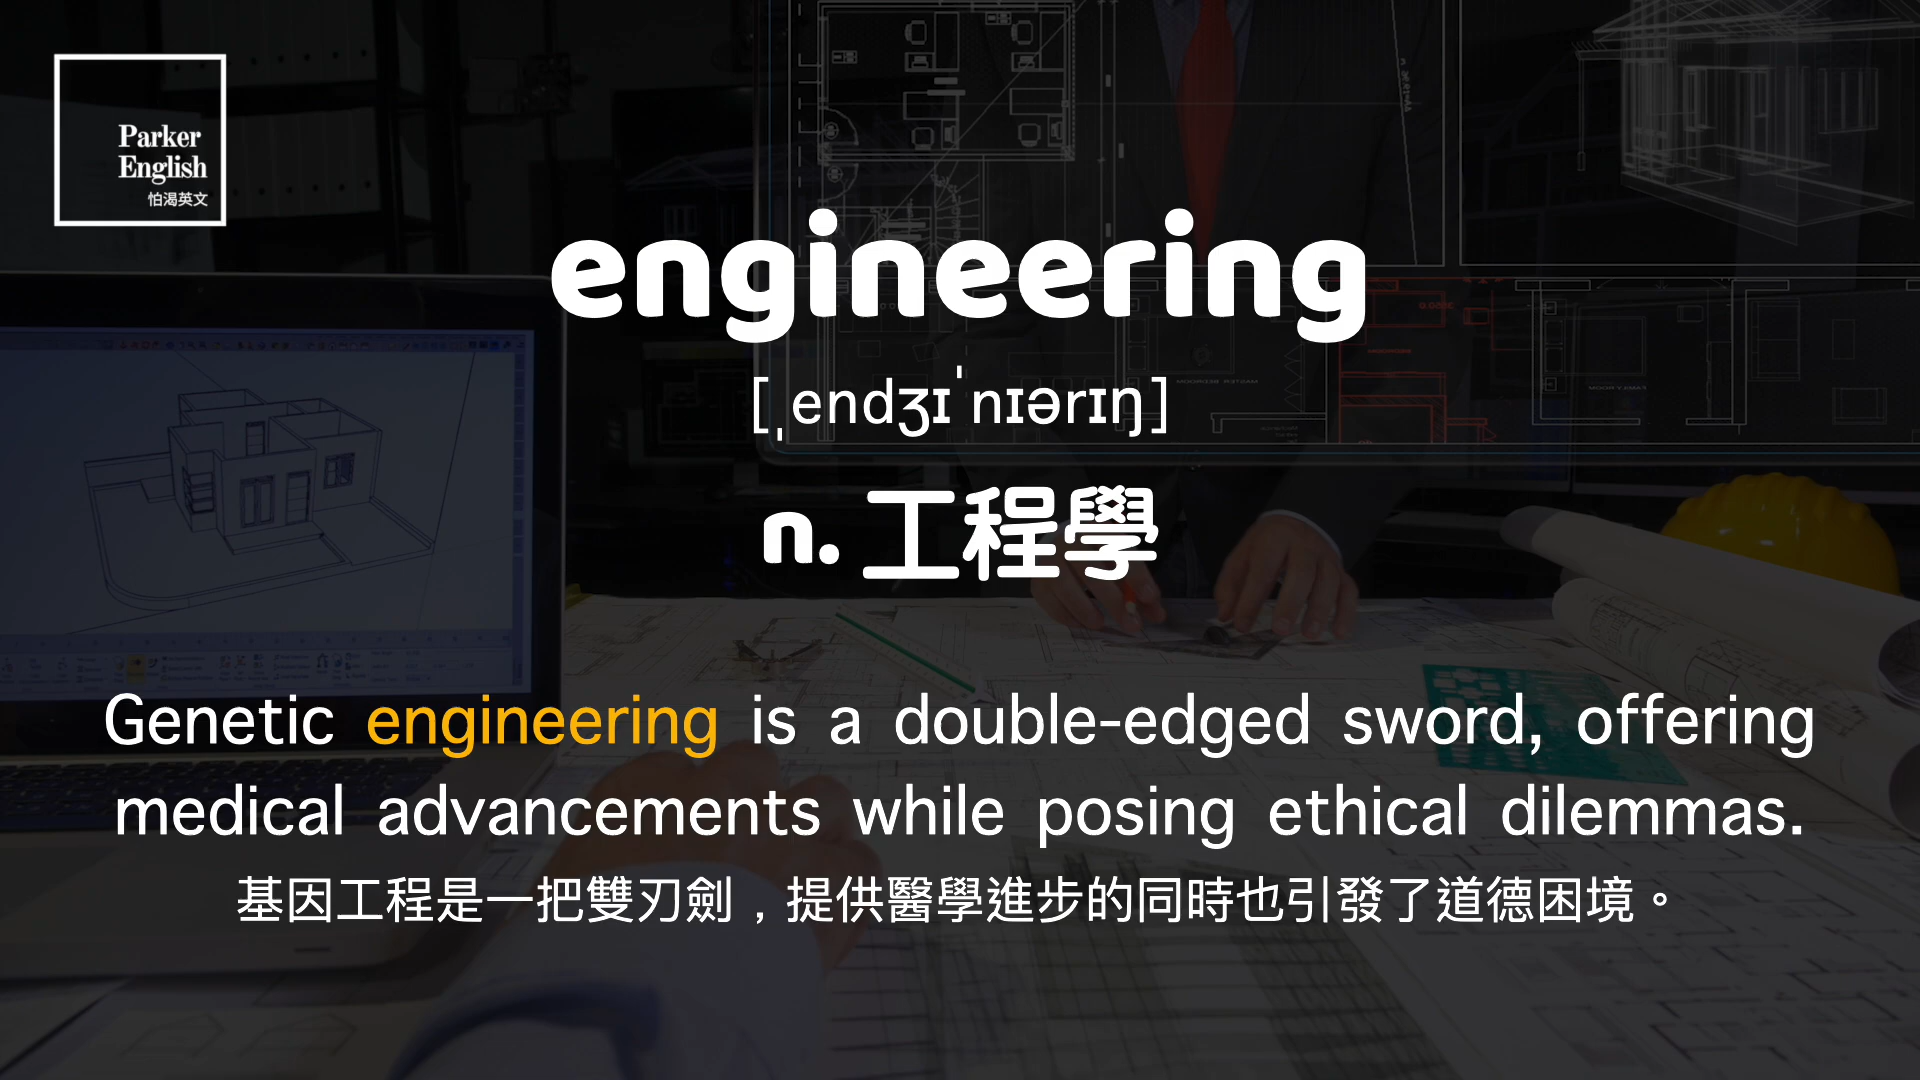 Parker
English
怕渴英文
engineering
[ˌendʒɪˈnɪərɪŋ]
n. 工程學
Genetic engineering is a double-edged sword, offering
medical advancements while posing ethical dilemmas.
基因工程是一把雙刃劍，提供醫學進步的同時也引發了道德困境。